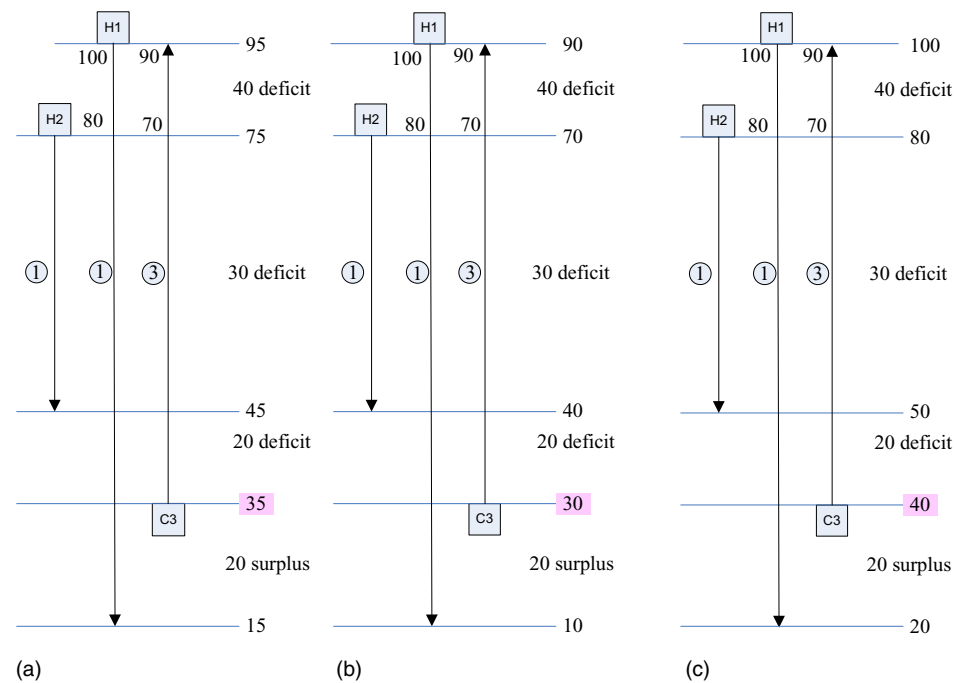 H1
95
100
90
40 deficit
H2
80
70
75
1
1
3
30 deficit
45
20 deficit
35
C3
20 surplus
15
(a)
H1
90
100
90
40 deficit
H2
80
70
70
1
1
3
30 deficit
40
20 deficit
30
C3
20 surplus
10
(b)
H1
100
100
90
40 deficit
H2
80
70
80
1
1
3
30 deficit
50
20 deficit
40
C3
20 surplus
20
(c)